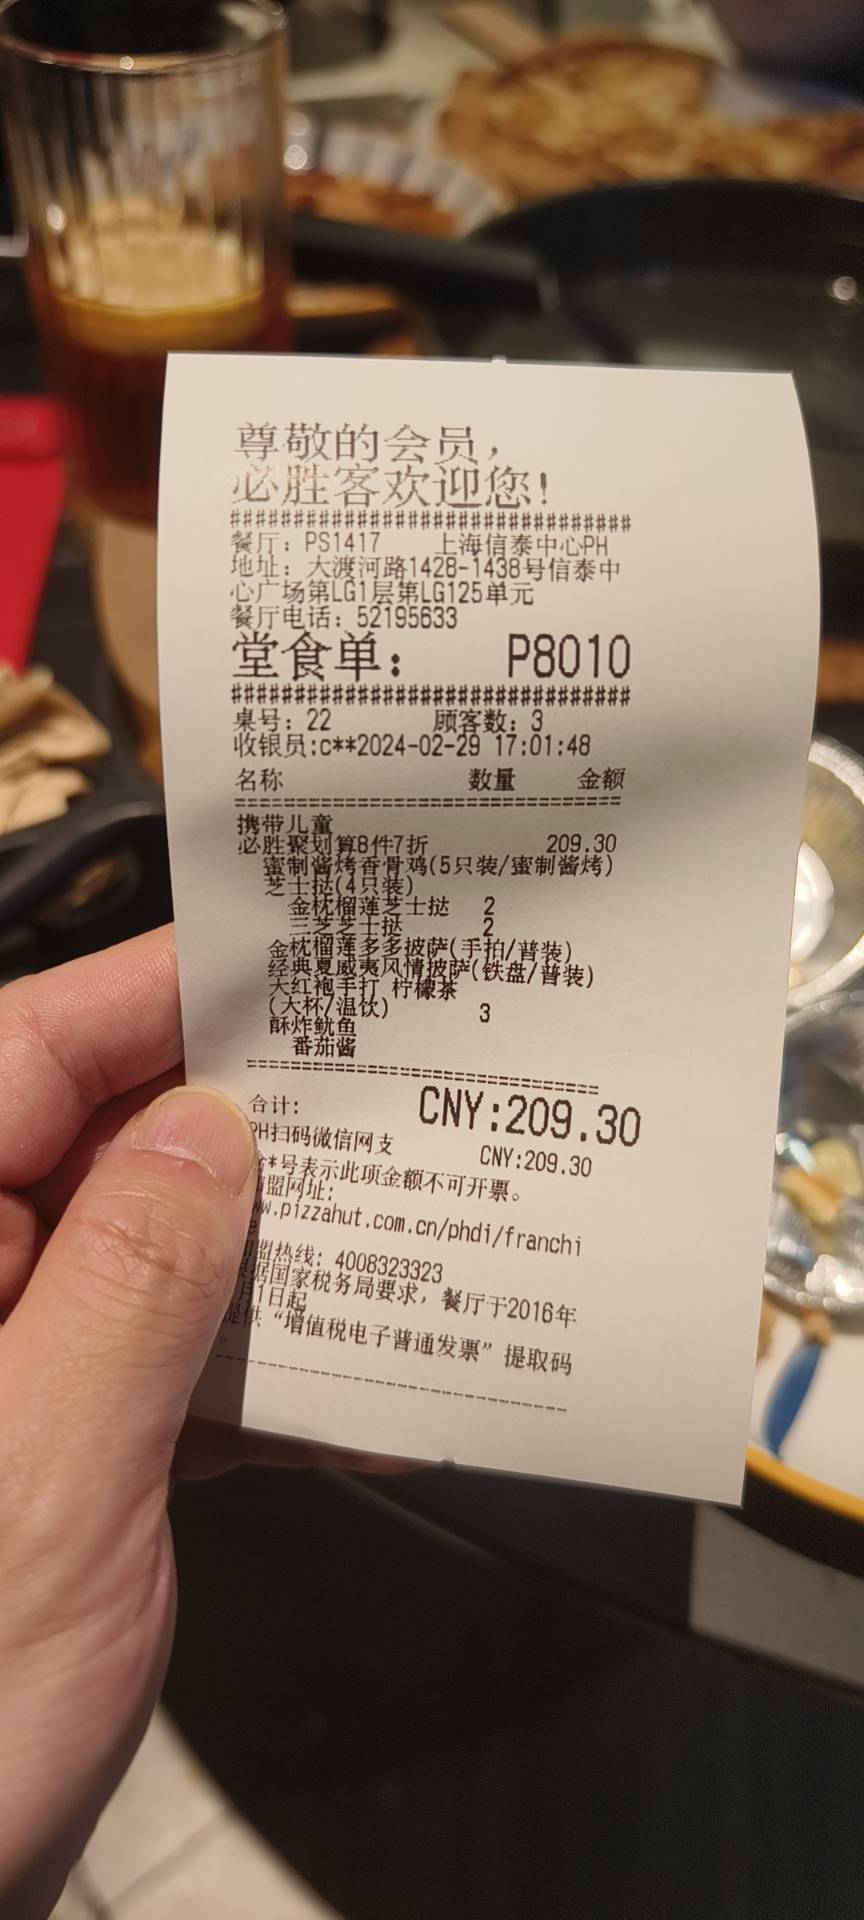 尊敬的会员，
必胜客欢迎您!
################################
餐厅: PS1417 上海信泰中心PH
地址: 大渡河路1428-1438号信泰中
心广场第LG1层第LG125单元
餐厅电话: 52195633
堂食单: P8010
################################
桌号: 22 顾客数: 3
收银员:c**2024-02-29 17:01:48
名称 数量 金额
================================
携带儿童
必胜聚划算8件7折 209.30
蜜制酱烤香骨鸡(5只装/蜜制酱烤)
芝士挞(4只装)
金枕榴莲芝士挞 2
三芝芝士挞 2
金枕榴莲多多披萨(手拍/普装)
经典夏威夷风情披萨(铁盘/普装)
大红袍手打 柠檬茶
(大杯/温饮) 3
酥炸鱿鱼
番茄酱
================================
合计: CNY:209.30
PH扫码微信网支 CNY:209.30
*号表示此项金额不可开票。
盟网址:
w.pizzahut.com.cn/phdi/franchi
e
盟热线: 4008323323
据国家税务局要求，餐厅于2016年
月1日起
提供“增值税电子普通发票”提取码
。
--------------------------------